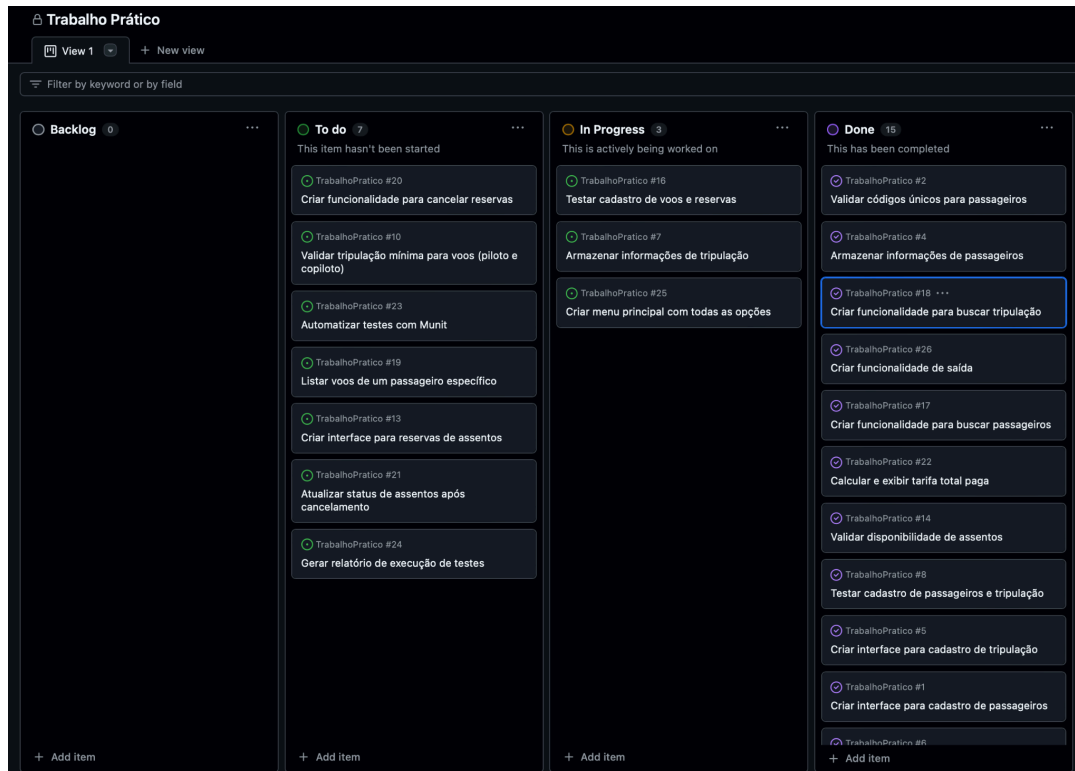 Trabalho Prático
View 1
+ New view
Filter by keyword or by field
Backlog 0 ...
+ Add item
To do 7 ...
This item hasn't been started
TrabalhoPratico #20
Criar funcionalidade para cancelar reservas
TrabalhoPratico #10
Validar tripulação mínima para voos (piloto e
copiloto)
TrabalhoPratico #23
Automatizar testes com Munit
TrabalhoPratico #19
Listar voos de um passageiro específico
TrabalhoPratico #13
Criar interface para reservas de assentos
TrabalhoPratico #21
Atualizar status de assentos após
cancelamento
TrabalhoPratico #24
Gerar relatório de execução de testes
+ Add item
In Progress 3 ...
This is actively being worked on
TrabalhoPratico #16
Testar cadastro de voos e reservas
TrabalhoPratico #7
Armazenar informações de tripulação
TrabalhoPratico #25
Criar menu principal com todas as opções
+ Add item
Done 15 ...
This has been completed
TrabalhoPratico #2
Validar códigos únicos para passageiros
TrabalhoPratico #4
Armazenar informações de passageiros
TrabalhoPratico #18 ...
Criar funcionalidade para buscar tripulação
TrabalhoPratico #26
Criar funcionalidade de saída
TrabalhoPratico #17
Criar funcionalidade para buscar passageiros
TrabalhoPratico #22
Calcular e exibir tarifa total paga
TrabalhoPratico #14
Validar disponibilidade de assentos
TrabalhoPratico #8
Testar cadastro de passageiros e tripulação
TrabalhoPratico #5
Criar interface para cadastro de tripulação
TrabalhoPratico #1
Criar interface para cadastro de passageiros
TrabalhoPratico #6
+ Add item